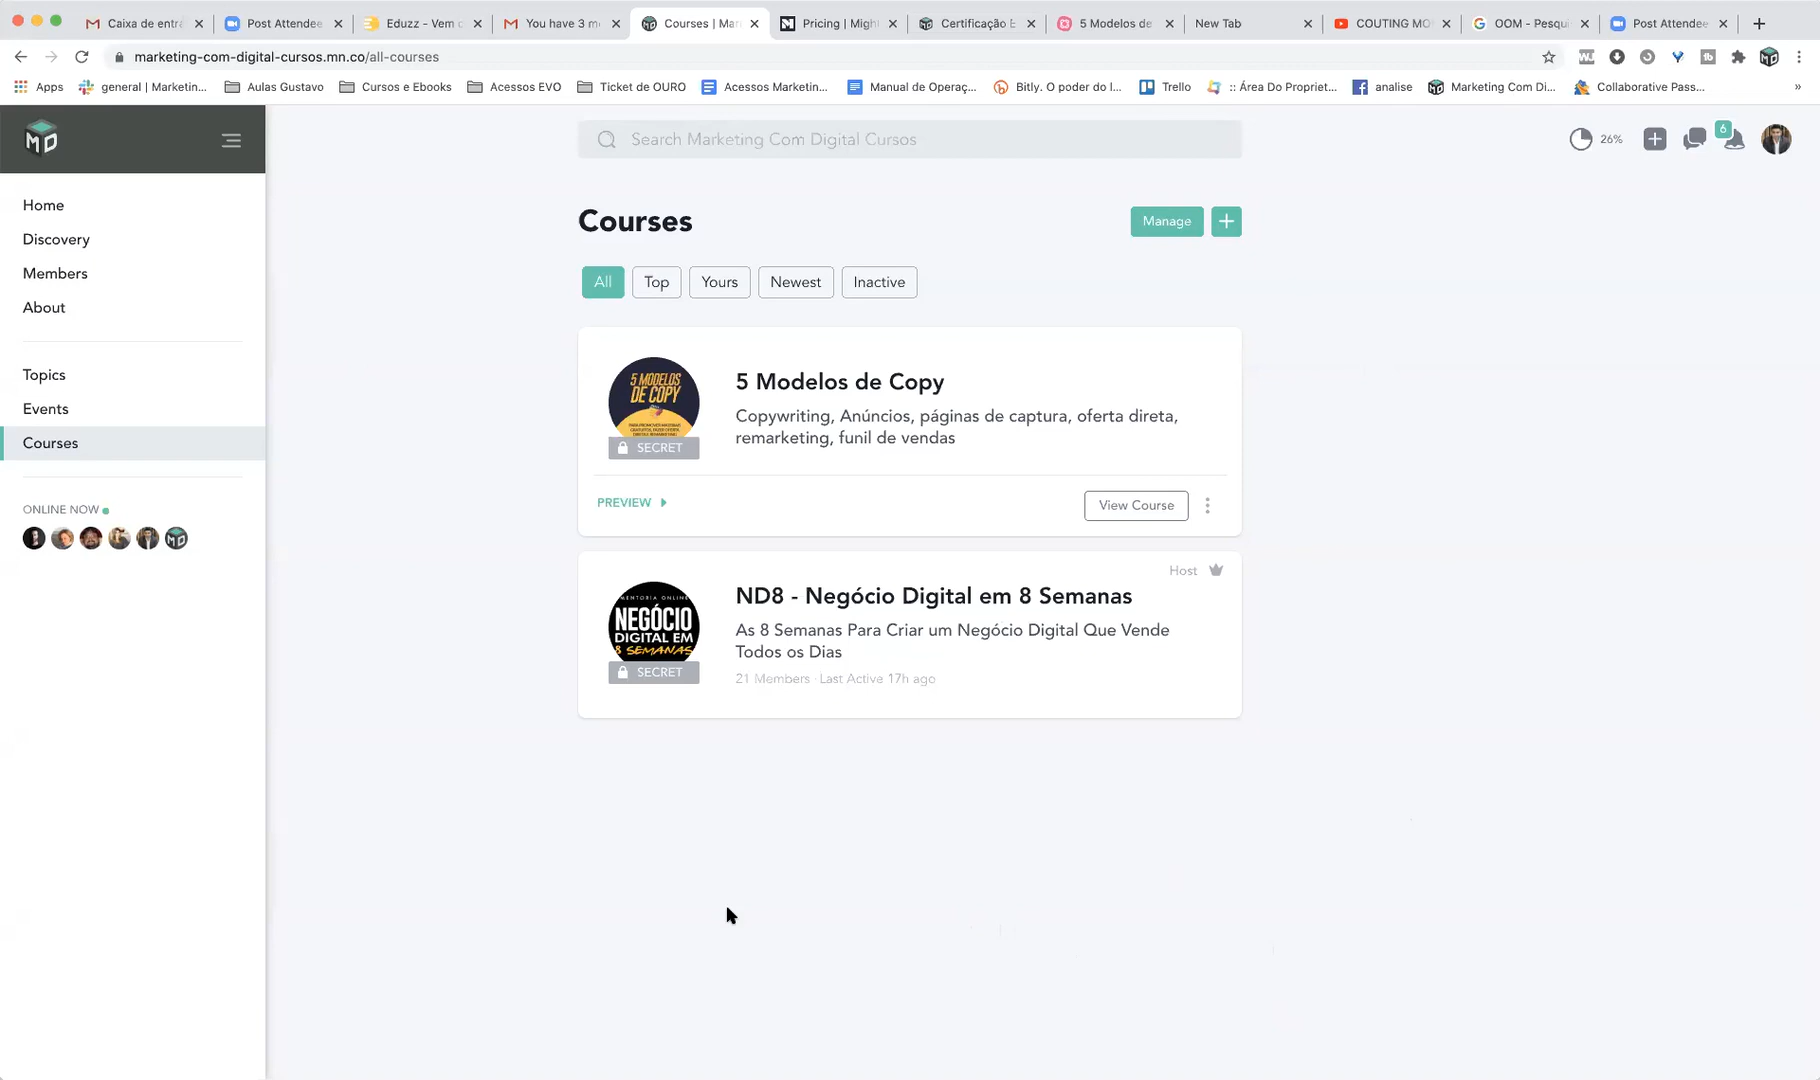 Caixa de entra
Post Attendee
Eduzz - Vem d
You have 3 m
Courses | Mar
Pricing | Migh
Certificação E
5 Modelos de
New Tab
COUTING MO
OOM - Pesqui
Post Attendee
marketing-com-digital-cursos.mn.co/all-courses
Apps
general | Marketin...
Aulas Gustavo
Cursos e Ebooks
Acessos EVO
Ticket de OURO
Acessos Marketin...
Manual de Operaç...
Bitly. O poder do l...
Trello
:: Área Do Propriet...
analise
Marketing Com Di...
Collaborative Pass...
»
MD
Search Marketing Com Digital Cursos
26%
6
Home
Discovery
Members
About
Topics
Events
Courses
ONLINE NOW
Courses
Manage
All
Top
Yours
Newest
Inactive
5 MODELOS
DE COPY
SECRET
5 Modelos de Copy
Copywriting, Anúncios, páginas de captura, oferta direta,
remarketing, funil de vendas
PREVIEW
View Course
Host
MENTORIA ONLINE
NEGÓCIO
DIGITAL EM
8 SEMANAS
SECRET
ND8 - Negócio Digital em 8 Semanas
As 8 Semanas Para Criar um Negócio Digital Que Vende
Todos os Dias
21 Members · Last Active 17h ago